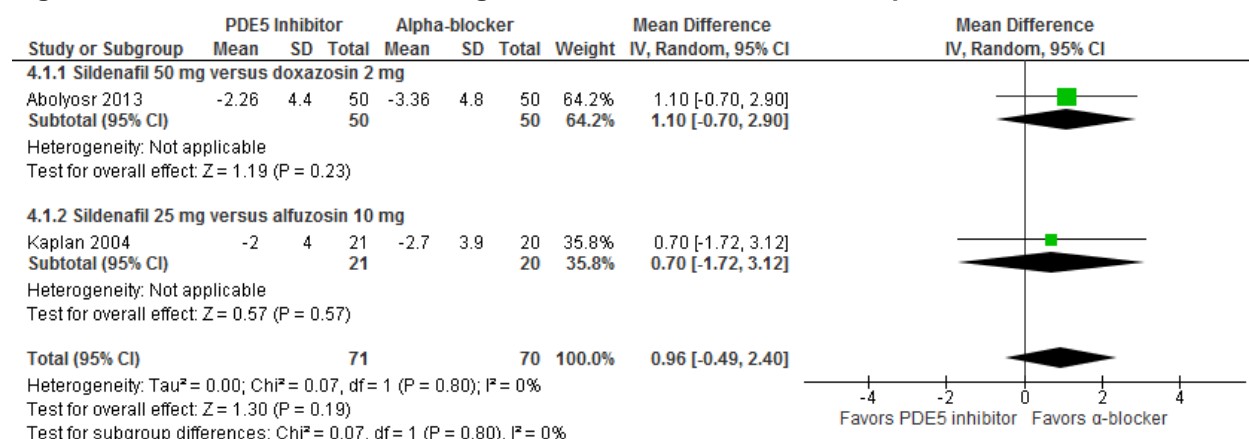 PDE5 Inhibitor Alpha-blocker Mean Difference Mean Difference
Study or Subgroup Mean SD Total Mean SD Total Weight IV, Random, 95% CI IV, Random, 95% CI
4.1.1 Sildenafil 50 mg versus doxazosin 2 mg
Abolyosr 2013 -2.26 4.4 50 -3.36 4.8 50 64.2% 1.10 [-0.70, 2.90]
Subtotal (95% CI) 50 50 64.2% 1.10 [-0.70, 2.90]
Heterogeneity: Not applicable
Test for overall effect: Z = 1.19 (P = 0.23)
4.1.2 Sildenafil 25 mg versus alfuzosin 10 mg
Kaplan 2004 -2 4 21 -2.7 3.9 20 35.8% 0.70 [-1.72, 3.12]
Subtotal (95% CI) 21 20 35.8% 0.70 [-1.72, 3.12]
Heterogeneity: Not applicable
Test for overall effect: Z = 0.57 (P = 0.57)
Total (95% CI) 71 70 100.0% 0.96 [-0.49, 2.40]
Heterogeneity: Tau² = 0.00; Chi² = 0.07, df = 1 (P = 0.80); I² = 0%
Test for overall effect: Z = 1.30 (P = 0.19)
Test for subgroup differences: Chi² = 0.07, df = 1 (P = 0.80), I² = 0%
-4 -2 0 2 4
Favors PDE5 inhibitor Favors α-blocker